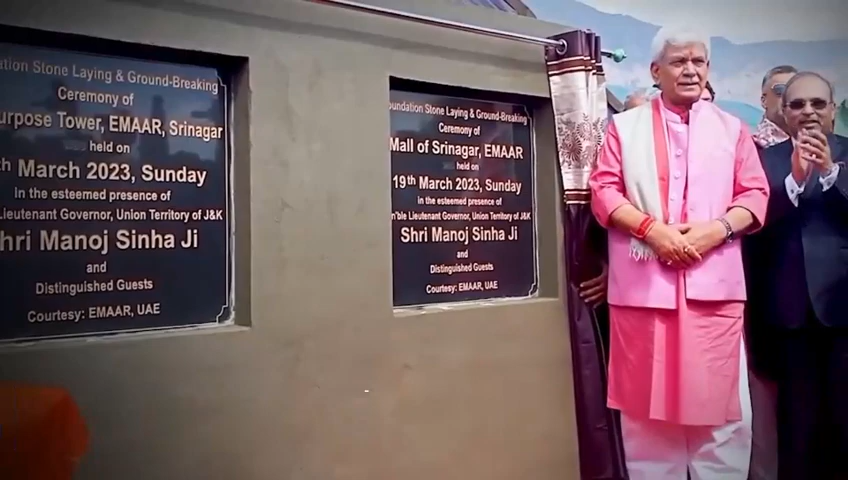 ndation Stone Laying & Ground-Breaking
Ceremony of
urpose Tower, EMAAR, Srinagar
held on
th March 2023, Sunday
in the esteemed presence of
Lieutenant Governor, Union Territory of J&K
Shri Manoj Sinha Ji
and
Distinguished Guests
Courtesy: EMAAR, UAE
Foundation Stone Laying & Ground-Breaking
Ceremony of
Mall of Srinagar, EMAAR
held on
19th March 2023, Sunday
in the esteemed presence of
n'ble Lieutenant Governor, Union Territory of J&K
Shri Manoj Sinha Ji
and
Distinguished Guests
Courtesy: EMAAR, UAE